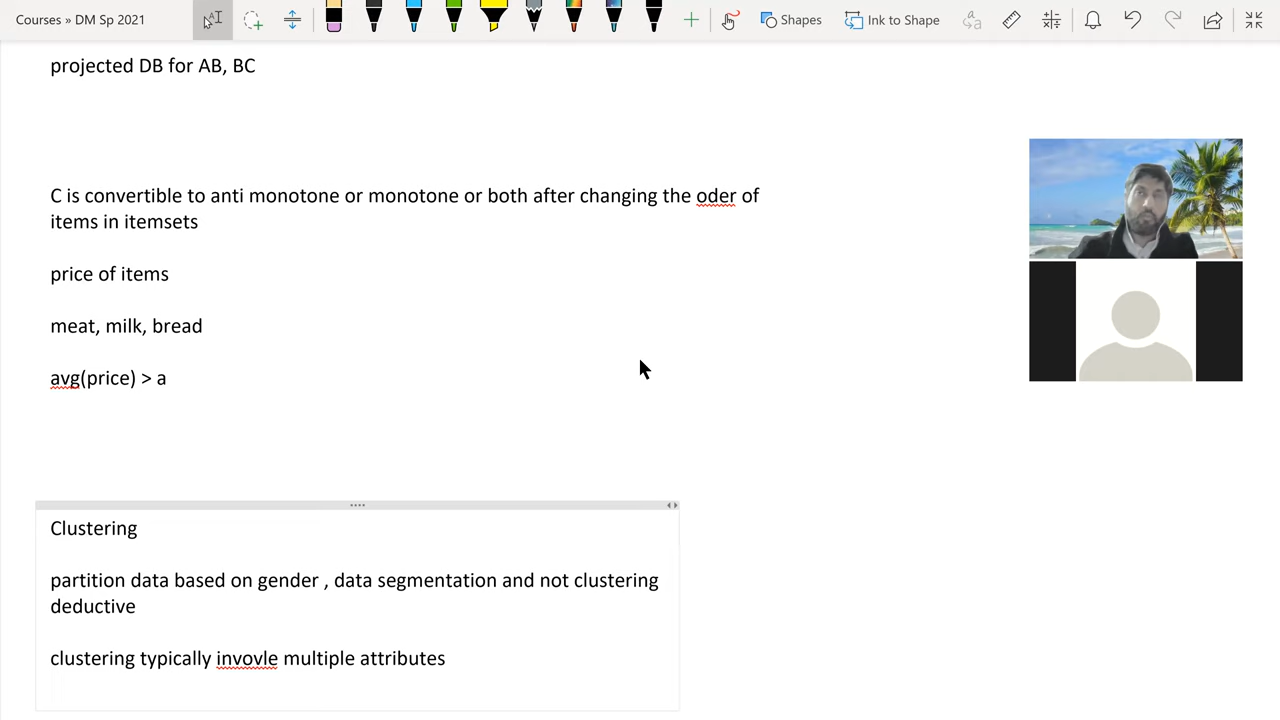 Courses » DM Sp 2021
Shapes
Ink to Shape
projected DB for AB, BC
C is convertible to anti monotone or monotone or both after changing the oder of
items in itemsets
price of items
meat, milk, bread
avg(price) > a
Clustering
partition data based on gender , data segmentation and not clustering
deductive
clustering typically invovle multiple attributes